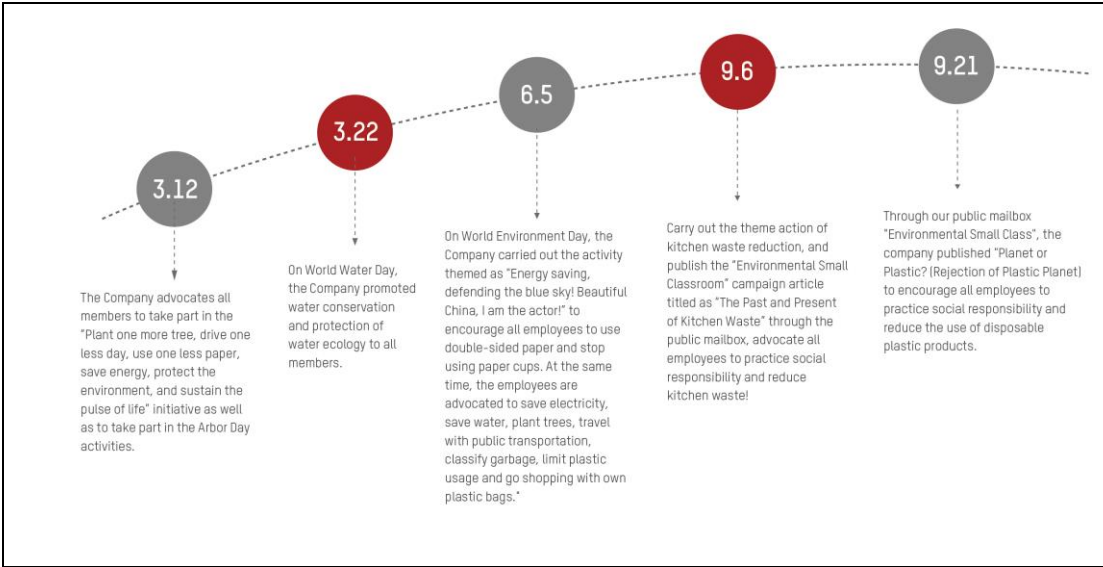 3.12
The Company advocates all
members to take part in the
"Plant one more tree, drive one
less day, use one less paper,
save energy, protect the
environment, and sustain the
pulse of life" initiative as well
as to take part in the Arbor Day
activities.
3.22
On World Water Day,
the Company promoted
water conservation
and protection of
water ecology to all
members.
6.5
On World Environment Day, the
Company carried out the activity
themed as "Energy saving,
defending the blue sky! Beautiful
China, I am the actor!" to
encourage all employees to use
double-sided paper and stop
using paper cups. At the same
time, the employees are
advocated to save electricity,
save water, plant trees, travel
with public transportation,
classify garbage, limit plastic
usage and go shopping with own
plastic bags."
9.6
Carry out the theme action of
kitchen waste reduction, and
publish the "Environmental Small
Classroom" campaign article
titled as "The Past and Present
of Kitchen Waste" through the
public mailbox, advocate all
employees to practice social
responsibility and reduce
kitchen waste!
9.21
Through our public mailbox
"Environmental Small Class", the
company published "Planet or
Plastic? (Rejection of Plastic Planet)
to encourage all employees to
practice social responsibility and
reduce the use of disposable
plastic products.